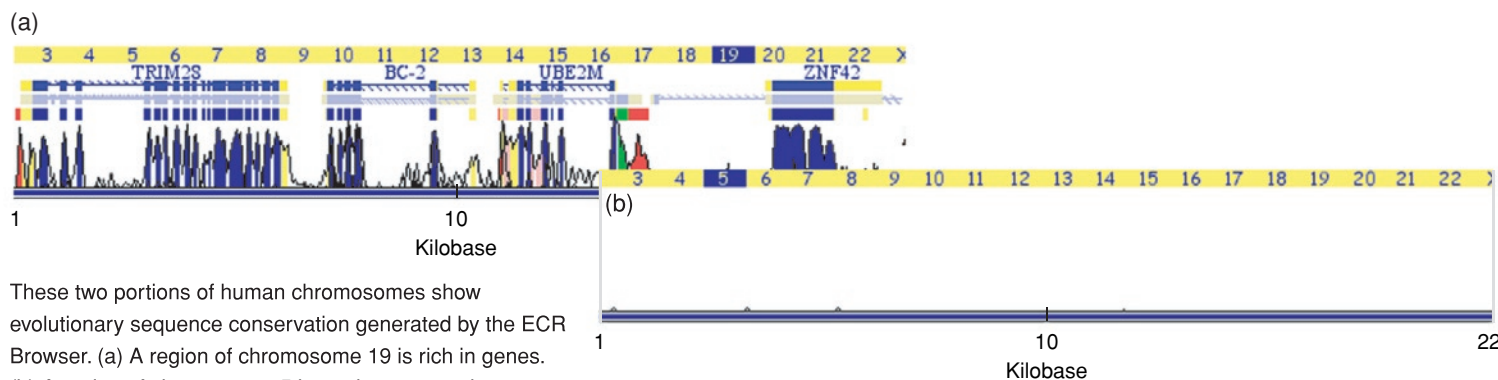 (a)
3 4 5 6 7 8 9 10 11 12 13 14 15 16 17 18 19 20 21 22 X
TRIM28 BC-2 UBE2M ZNF42
1 10
Kilobase
3 4 5 6 7 8 9 10 11 12 13 14 15 16 17 18 19 20 21 22
(b)
1 10 22
Kilobase
These two portions of human chromosomes show
evolutionary sequence conservation generated by the ECR
Browser. (a) A region of chromosome 19 is rich in genes.